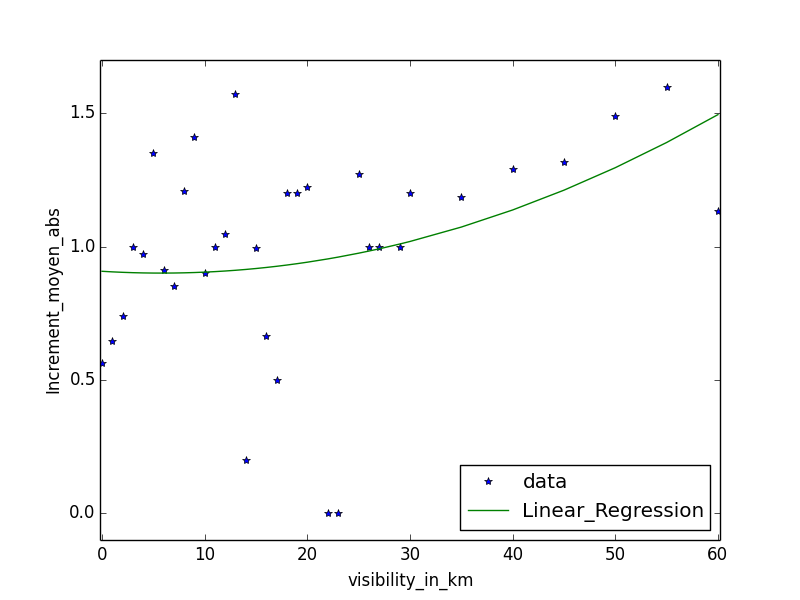 1.5
1.0
0.5
0.0
Increment_moyen_abs
0 10 20 30 40 50 60
visibility_in_km
data
Linear_Regression